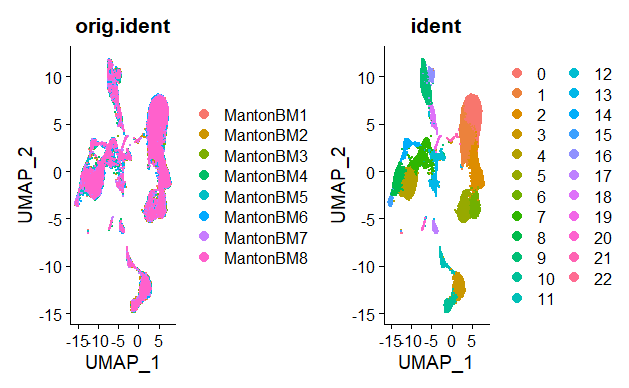 orig.ident
10
5
0
-5
-10
-15
UMAP_2
-15 -10 -5 0 5
UMAP_1
MantonBM1
MantonBM2
MantonBM3
MantonBM4
MantonBM5
MantonBM6
MantonBM7
MantonBM8
ident
10
5
0
-5
-10
-15
UMAP_2
-15 -10 -5 0 5
UMAP_1
0 12
1 13
2 14
3 15
4 16
5 17
6 18
7 19
8 20
9 21
10 22
11